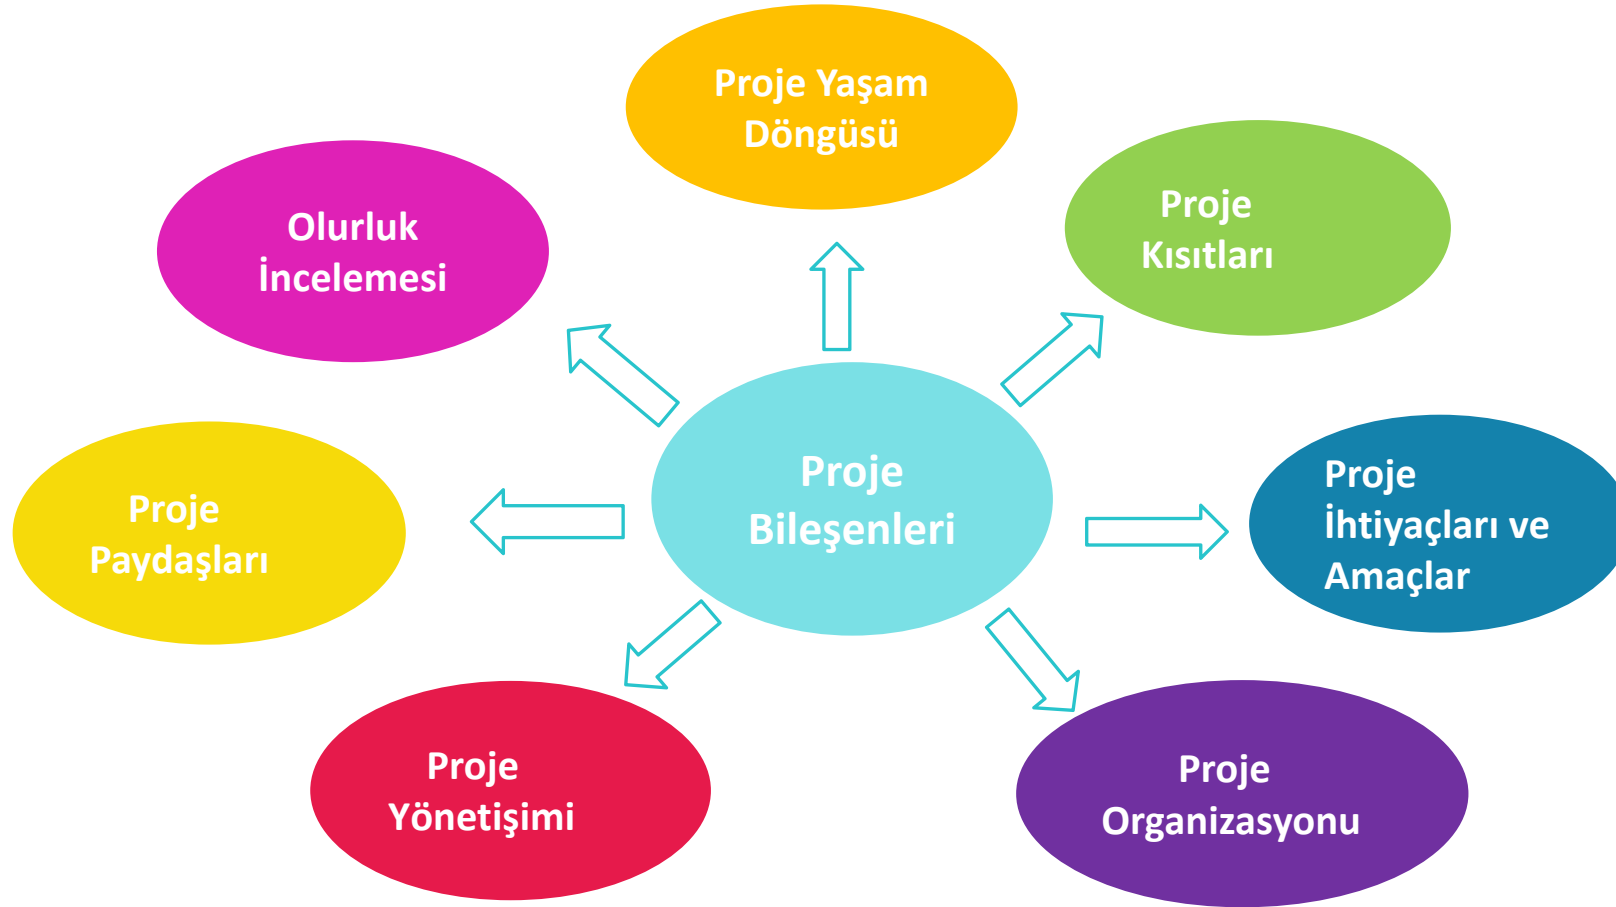 Proje Yaşam
Döngüsü
Olurluk
İncelemesi
Proje
Kısıtları
Proje
Bileşenleri
Proje
Paydaşları
Proje
İhtiyaçları ve
Amaçlar
Proje
Yönetişimi
Proje
Organizasyonu